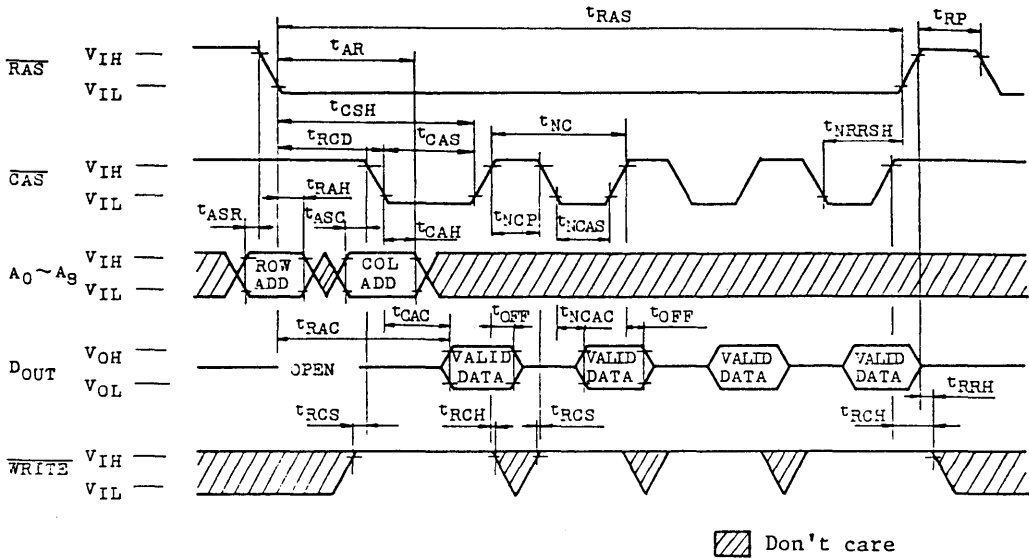 tRAS
tRP
tAR
RAS
VIH
VIL
tCSH
tRCD
tCAS
tNC
tNRRSH
CAS
VIH
VIL
tRAH
tASR
tASC
tCAH
tNCP
tNCAS
A0~A9
VIH
VIL
ROW ADD
COL ADD
tCAC
tRAC
tOFF
tNCAC
tOFF
DOUT
VOH
VOL
OPEN
VALID DATA
VALID DATA
VALID DATA
VALID DATA
tRRH
tRCS
tRCH
tRCS
tRCH
WRITE
VIH
VIL
Don't care